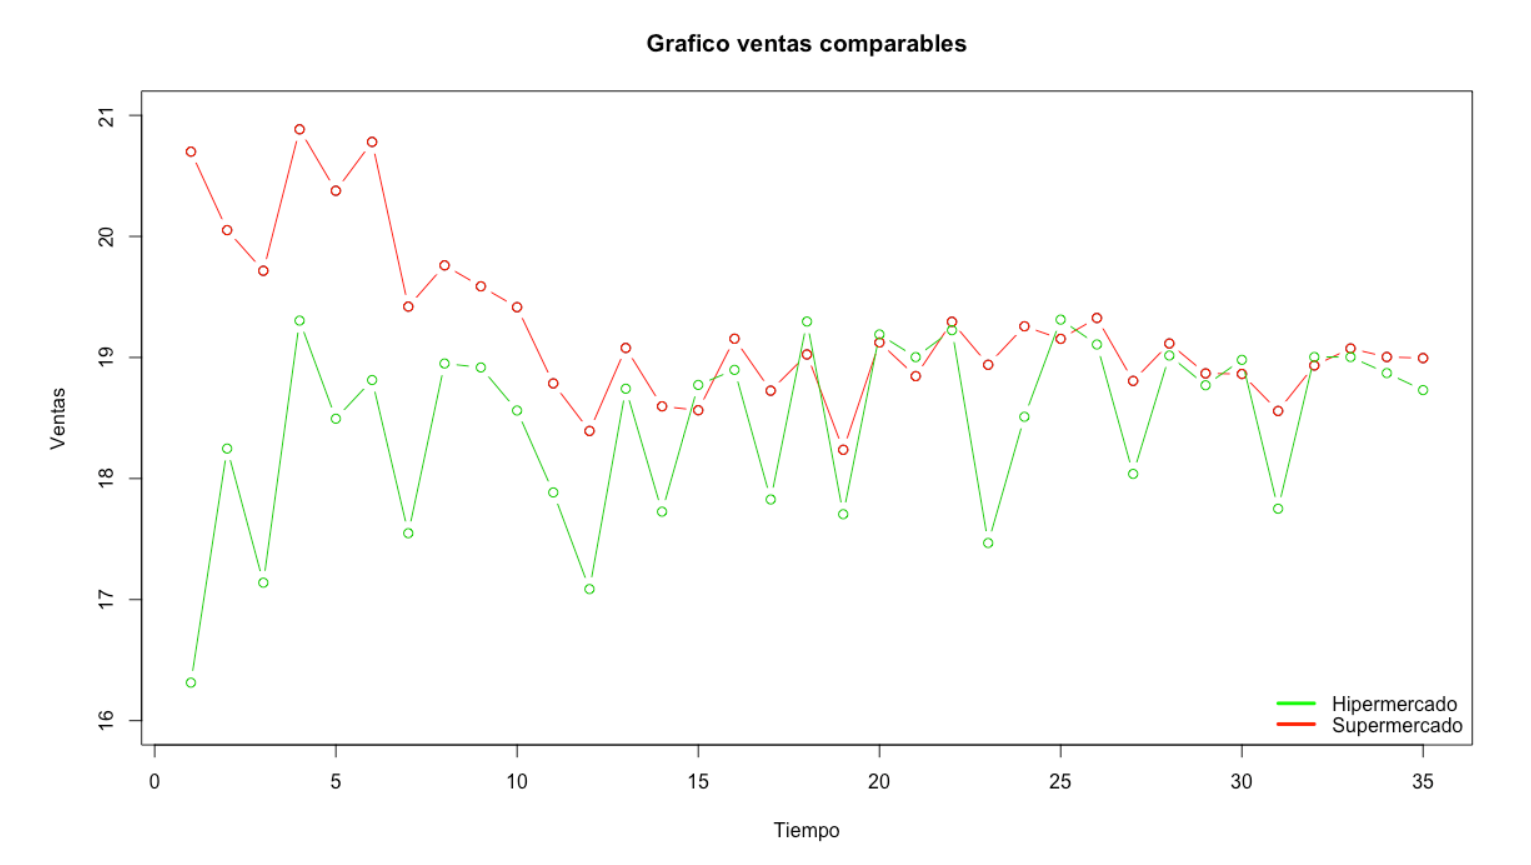 Grafico ventas comparables
21
20
19
18
17
16
Ventas
Hipermercado
Supermercado
0 5 10 15 20 25 30 35
Tiempo